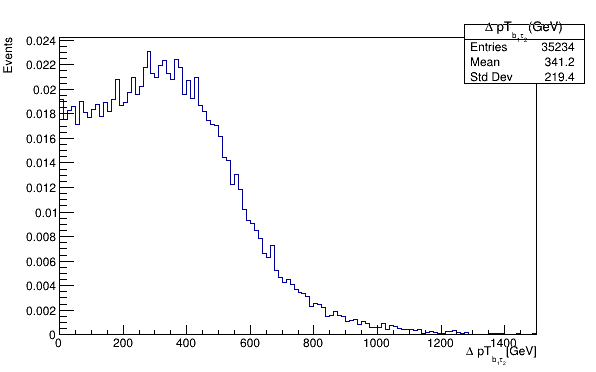 Δ pT_{b_1τ_2}(GeV)
Entries 35234
Mean 341.2
Std Dev 219.4
Events
0.024
0.022
0.02
0.018
0.016
0.014
0.012
0.01
0.008
0.006
0.004
0.002
0
0 200 400 600 800 1000 1200 1400
Δ pT_{b_1τ_2}[GeV]